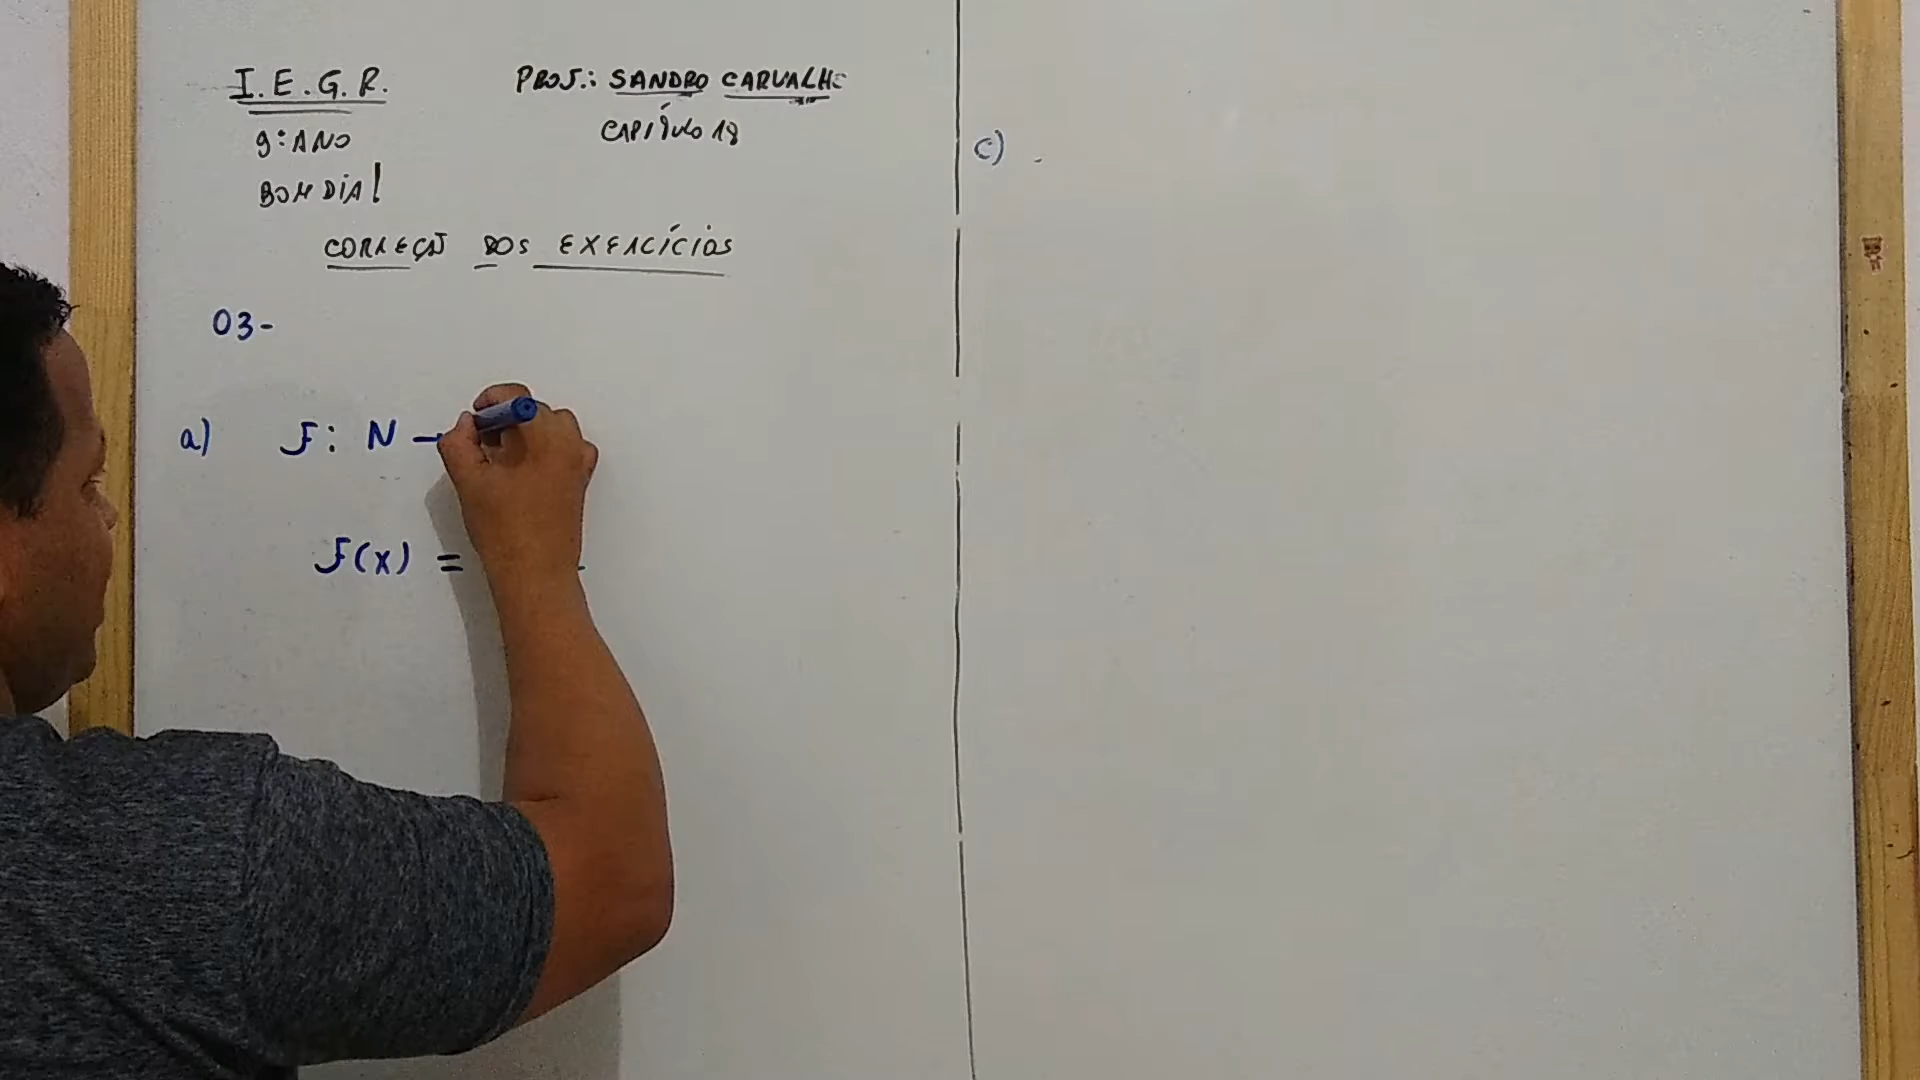 I.E.G.R.
PROF.: SANDRO CARVALHO
9º ANO
CAPÍTULO 18
BOM DIA!
CORREÇÃO DOS EXERCÍCIOS
03-
a) F: N →
F(x) =
c)